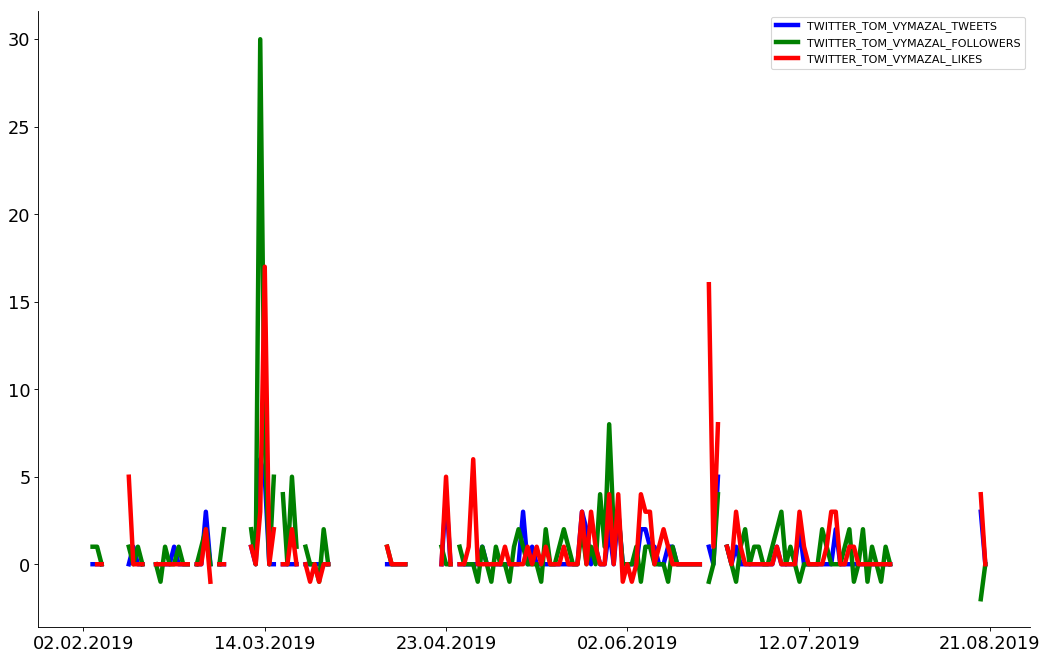 TWITTER_TOM_VYMAZAL_TWEETS
TWITTER_TOM_VYMAZAL_FOLLOWERS
TWITTER_TOM_VYMAZAL_LIKES
30
25
20
15
10
5
0
02.02.2019 14.03.2019 23.04.2019 02.06.2019 12.07.2019 21.08.2019